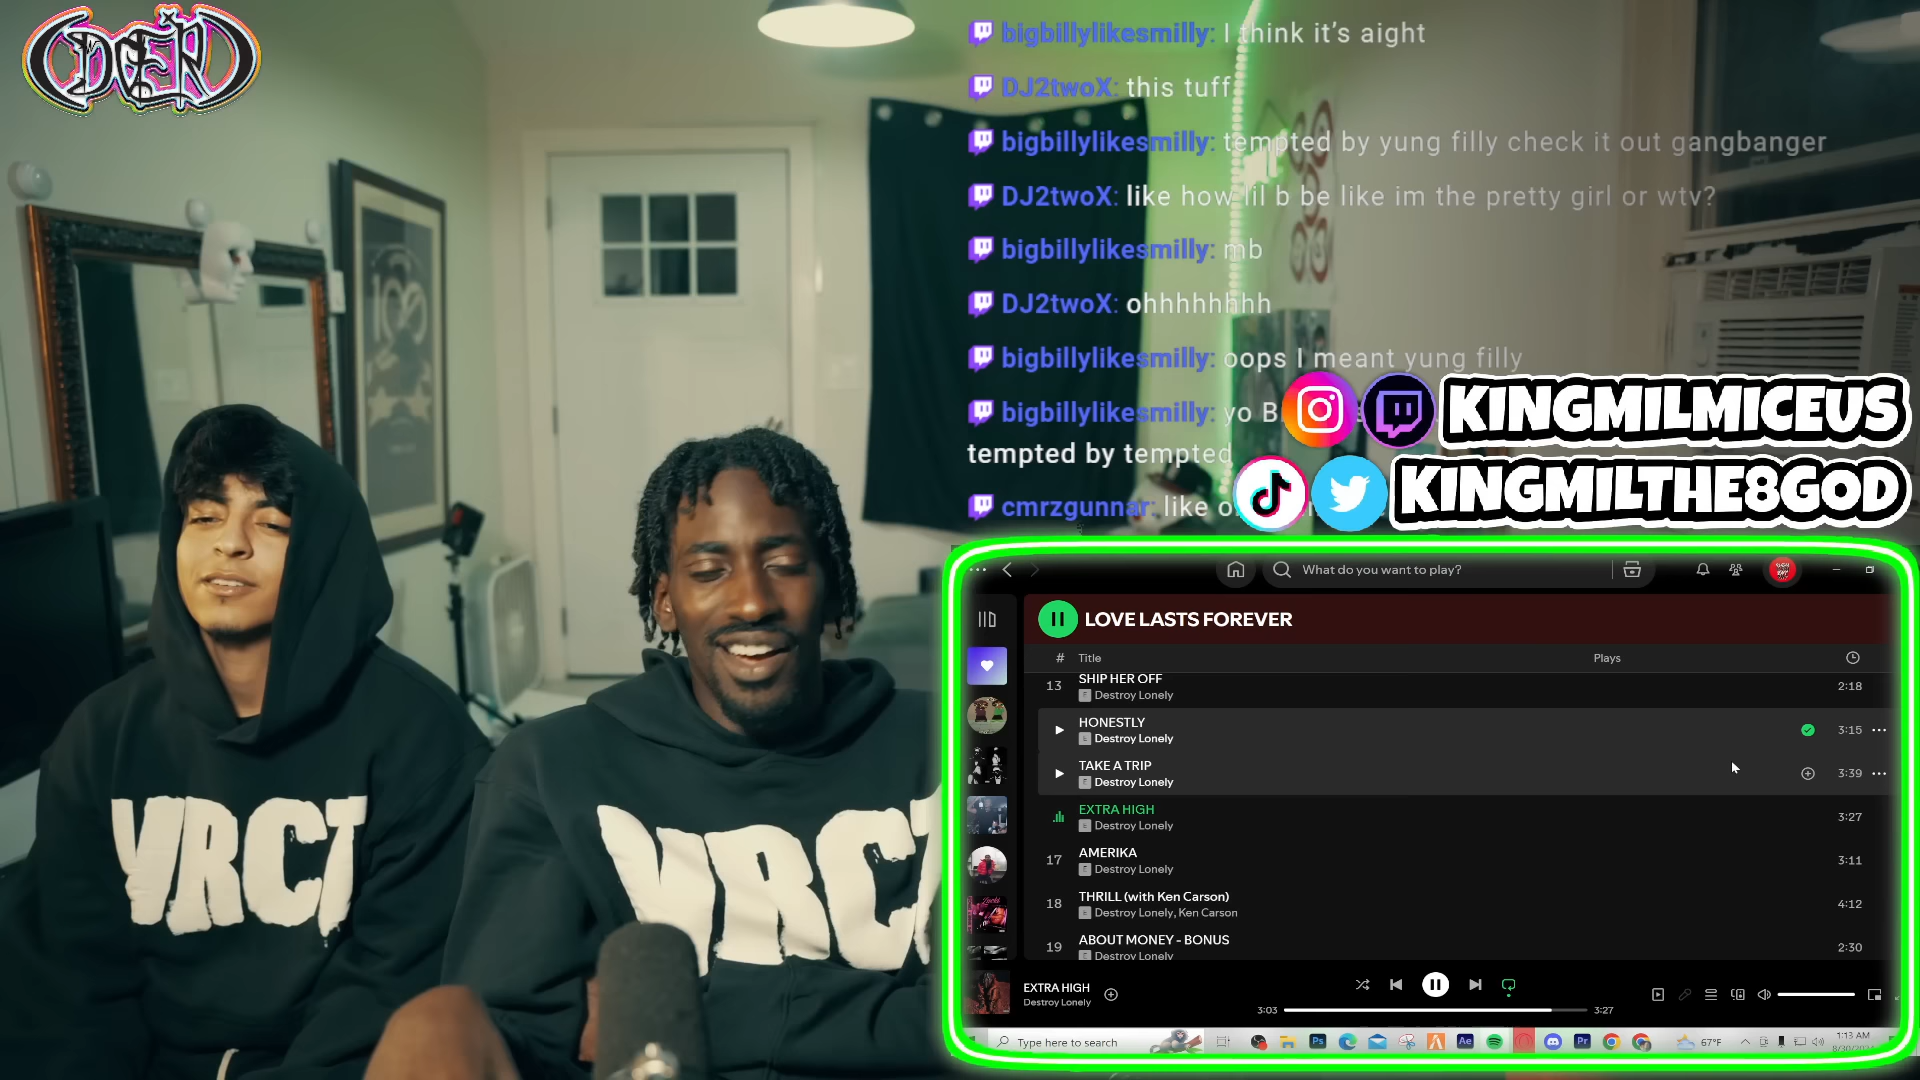 bigbillylikesmilly: I think it's aight
DJ2twoX: this tuff
bigbillylikesmilly: tempted by yung filly check it out gangbanger
DJ2twoX: like how lil b be like im the pretty girl or wtv?
bigbillylikesmilly: mb
DJ2twoX: ohhhhhhhh
bigbillylikesmilly: oops I meant yung filly
bigbillylikesmilly: yo
tempted by tempted
cmrzgunnar: like
KINGMILMICEUS
KINGMILTHE8GOD
VRCT
VRCT
What do you want to play?
LOVE LASTS FOREVER
# Title Plays
13 SHIP HER OFF 2:18
E Destroy Lonely
HONESTLY 3:15
E Destroy Lonely
TAKE A TRIP 3:39
E Destroy Lonely
EXTRA HIGH 3:27
E Destroy Lonely
17 AMERIKA 3:11
E Destroy Lonely
18 THRILL (with Ken Carson) 4:12
E Destroy Lonely, Ken Carson
19 ABOUT MONEY - BONUS 2:30
E Destroy Lonely
EXTRA HIGH
Destroy Lonely
3:03 3:27
Type here to search
Ps Ae Pr
67°F
1:13 AM